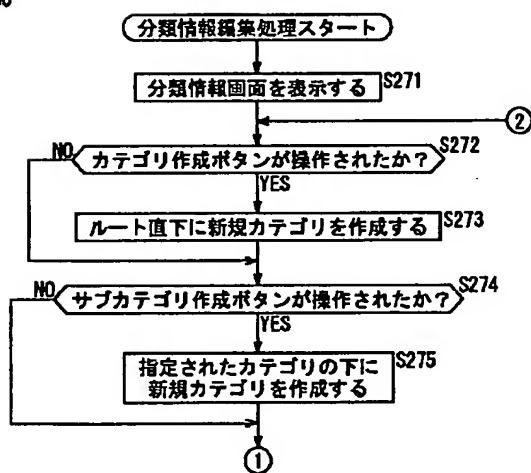 分類情報編集処理スタート
分類情報画面を表示する S271
②
S272
NO カテゴリ作成ボタンが操作されたか?
YES
ルート直下に新規カテゴリを作成する S273
S274
NO サブカテゴリ作成ボタンが操作されたか?
YES
指定されたカテゴリの下に S275
新規カテゴリを作成する
①